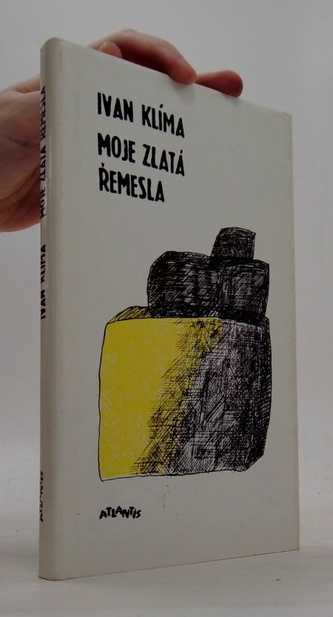 IVAN KLÍMA
MOJE ZLATÁ
ŘEMESLA
ATLANTIS
IVAN KLÍMA MOJE ZLATÁ ŘEMESLA
ATLANTIS